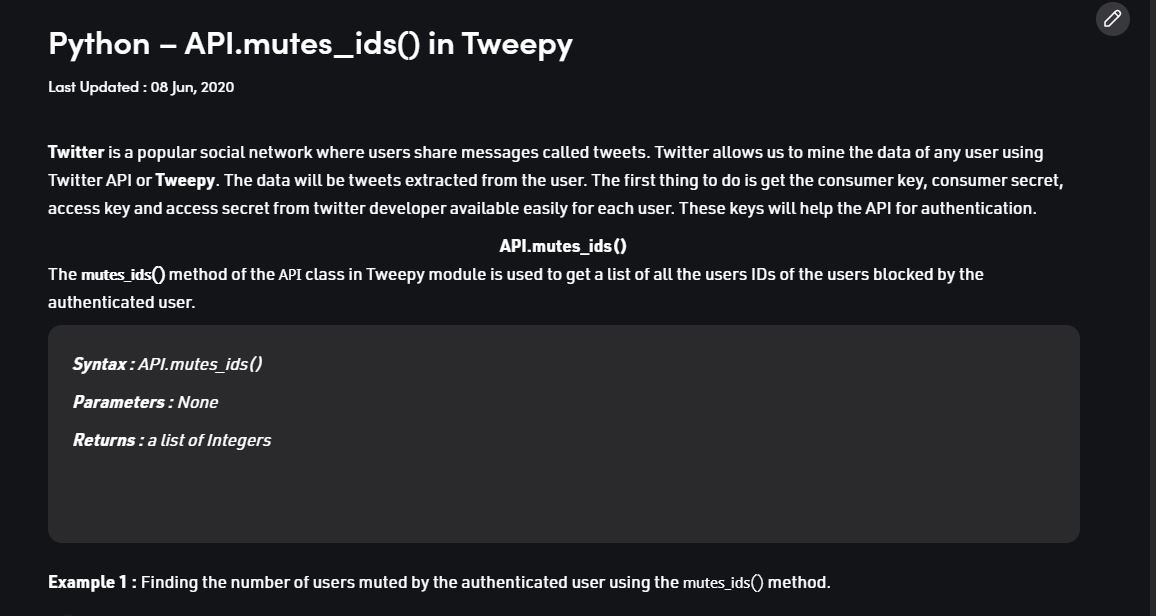 Python – API.mutes_ids() in Tweepy
Last Updated : 08 Jun, 2020
Twitter is a popular social network where users share messages called tweets. Twitter allows us to mine the data of any user using
Twitter API or Tweepy. The data will be tweets extracted from the user. The first thing to do is get the consumer key, consumer secret,
access key and access secret from twitter developer available easily for each user. These keys will help the API for authentication.
API.mutes_ids()
The mutes_ids() method of the API class in Tweepy module is used to get a list of all the users IDs of the users blocked by the
authenticated user.
Syntax : API.mutes_ids()
Parameters : None
Returns : a list of Integers
Example 1 : Finding the number of users muted by the authenticated user using the mutes_ids() method.